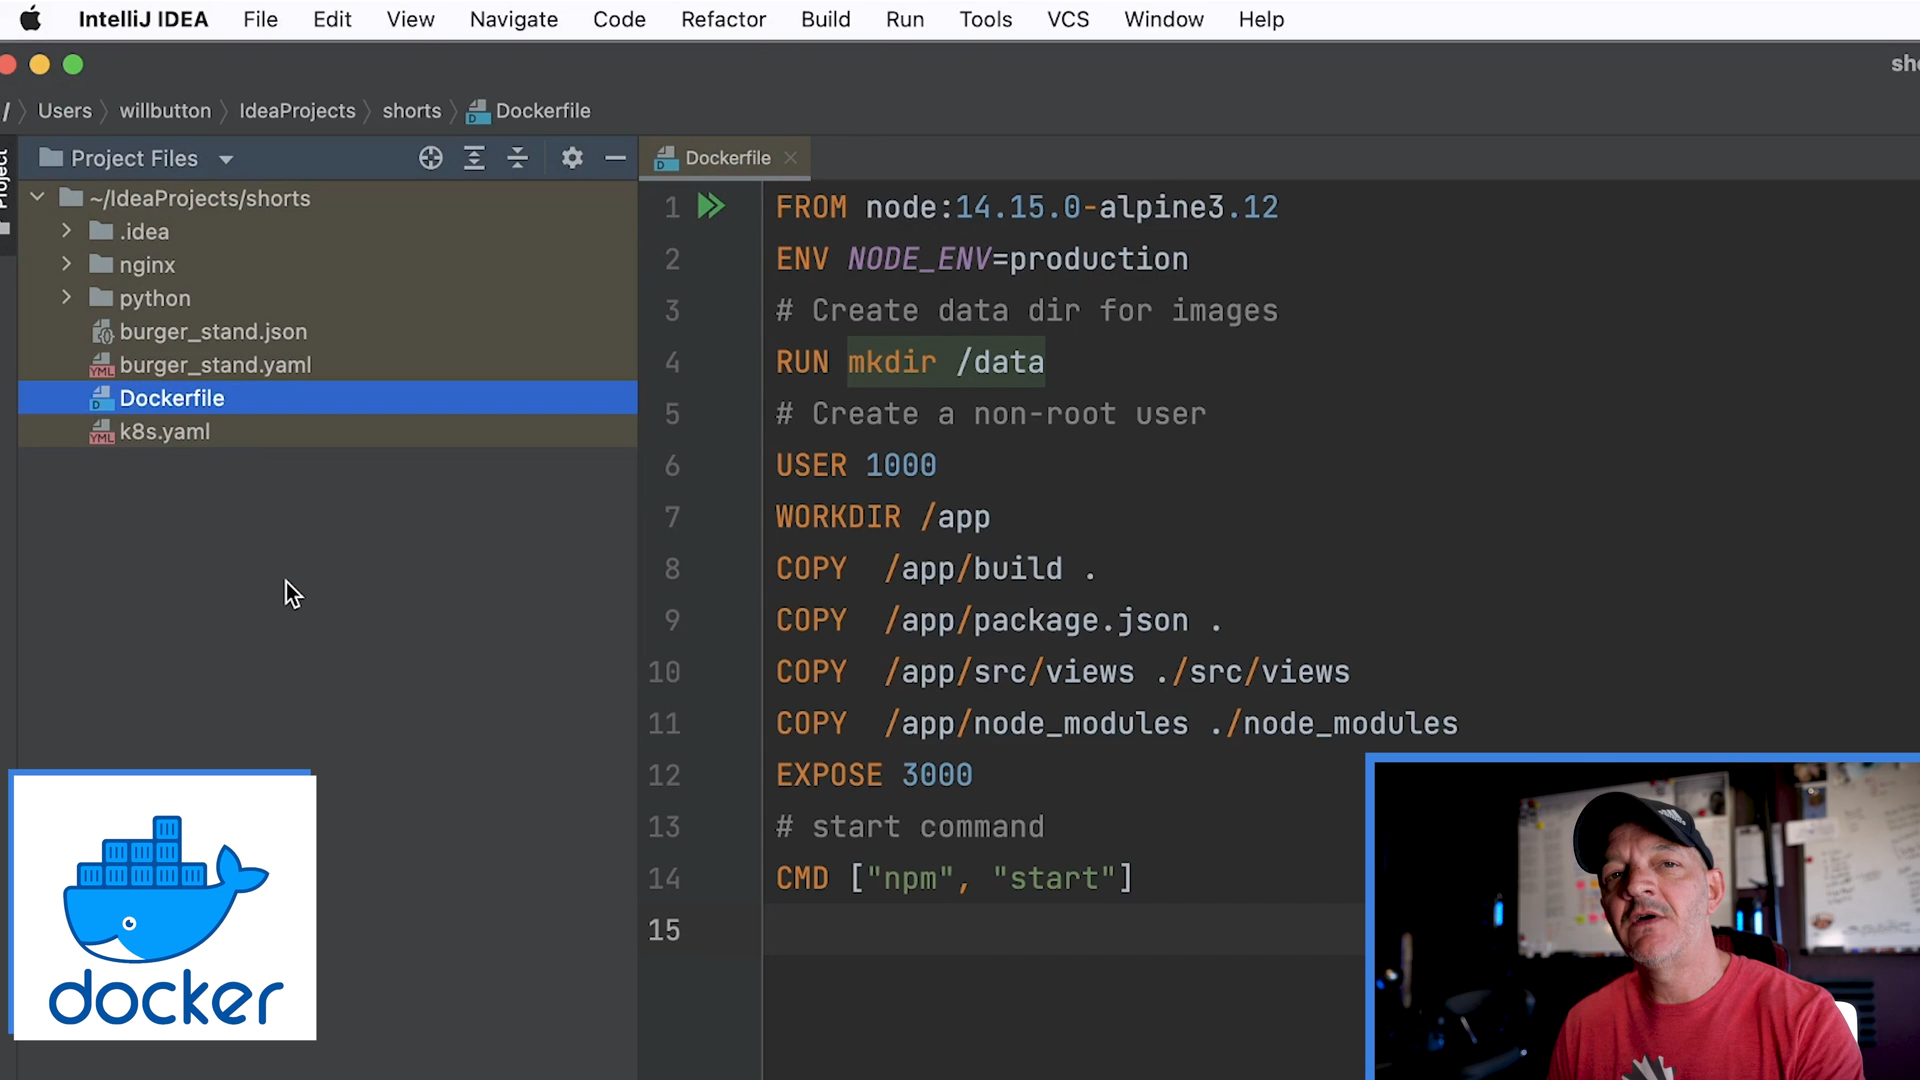 IntelliJ IDEA File Edit View Navigate Code Refactor Build Run Tools VCS Window Help
sho
/ Users willbutton IdeaProjects shorts Dockerfile
Project
Project Files
Dockerfile
~/IdeaProjects/shorts
.idea
nginx
python
burger_stand.json
burger_stand.yaml
Dockerfile
k8s.yaml
1 FROM node:14.15.0-alpine3.12
2 ENV NODE_ENV=production
3 # Create data dir for images
4 RUN mkdir /data
5 # Create a non-root user
6 USER 1000
7 WORKDIR /app
8 COPY  /app/build .
9 COPY  /app/package.json .
10 COPY  /app/src/views ./src/views
11 COPY  /app/node_modules ./node_modules
12 EXPOSE 3000
13 # start command
14 CMD ["npm", "start"]
15
docker